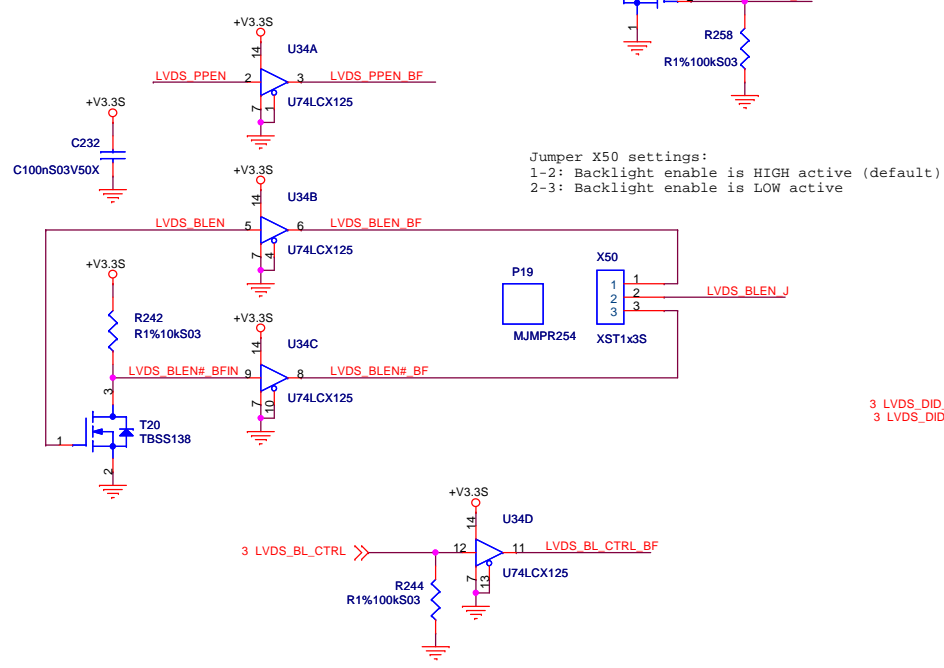 +V3.3S
14
U34A
LVDS_PPEN
2
3
LVDS_PPEN_BF
7
1
U74LCX125
1
R258
R1%100kS03
+V3.3S
C232
C100nS03V50X
Jumper X50 settings:
1-2: Backlight enable is HIGH active (default)
2-3: Backlight enable is LOW active
+V3.3S
14
U34B
LVDS_BLEN
5
6
LVDS_BLEN_BF
7
4
U74LCX125
X50
P19
1
1
2
2
3
3
LVDS_BLEN_J
MJMPR254
XST1x3S
+V3.3S
R242
R1%10kS03
+V3.3S
14
U34C
LVDS_BLEN#_BFIN
9
8
LVDS_BLEN#_BF
7
10
U74LCX125
3
1
T20
TBSS138
2
3 LVDS_DID_
3 LVDS_DID
+V3.3S
14
U34D
3 LVDS_BL_CTRL
12
11
LVDS_BL_CTRL_BF
7
13
U74LCX125
R244
R1%100kS03